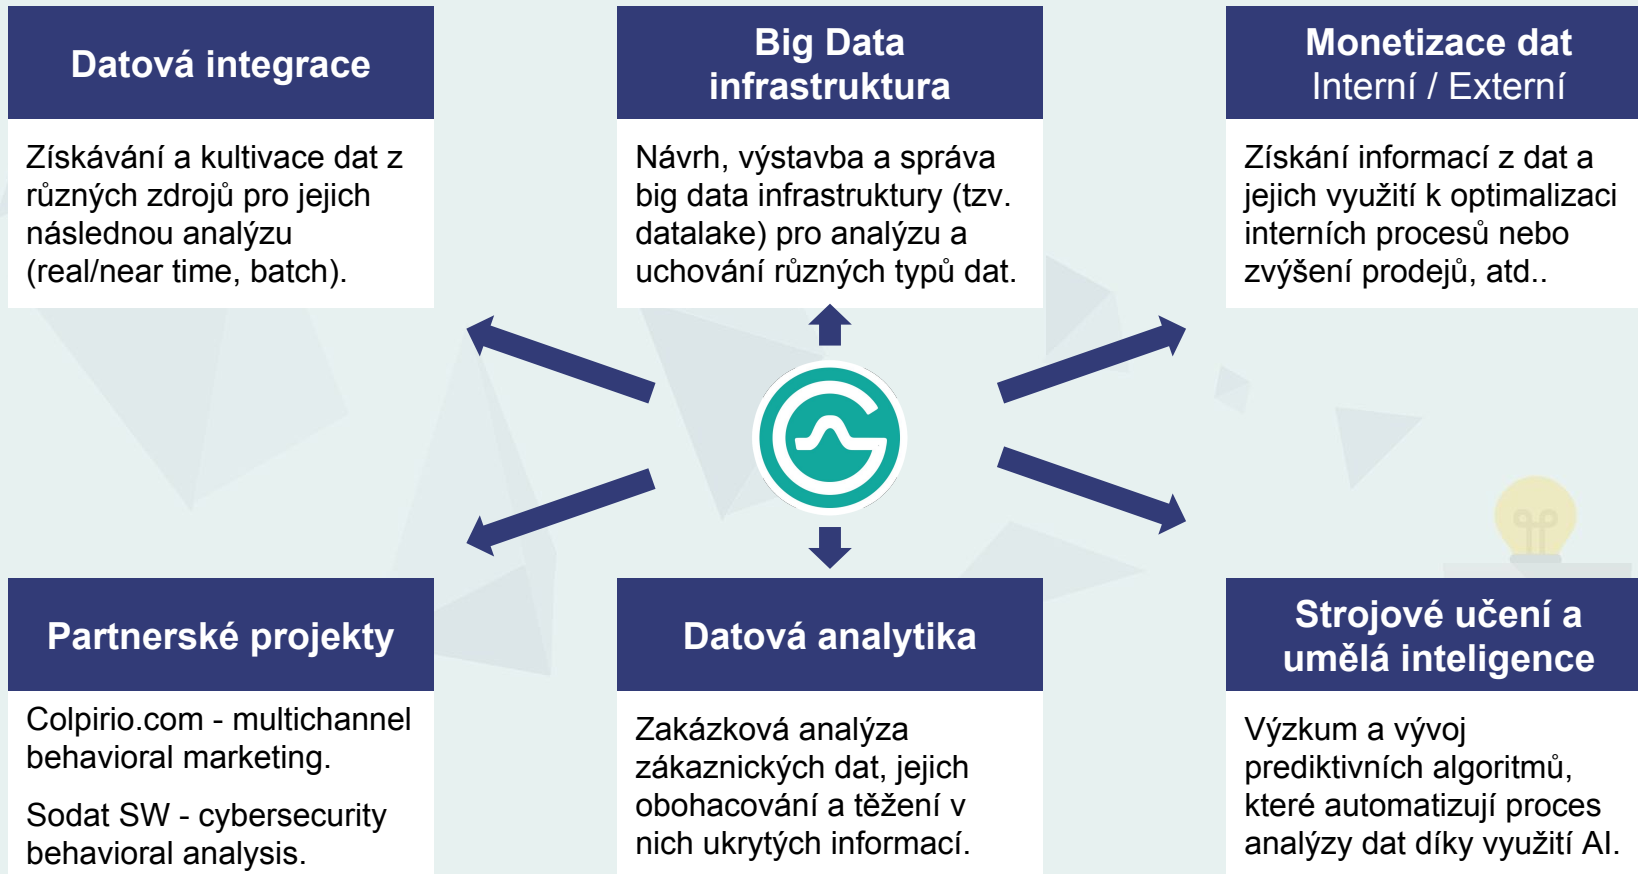 Datová integrace
Získávání a kultivace dat z
různých zdrojů pro jejich
následnou analýzu
(real/near time, batch).
Big Data
infrastruktura
Návrh, výstavba a správa
big data infrastruktury (tzv.
datalake) pro analýzu a
uchování různých typů dat.
Monetizace dat
Interní / Externí
Získání informací z dat a
jejich využití k optimalizaci
interních procesů nebo
zvýšení prodejů, atd..
Partnerské projekty
Colpirio.com - multichannel
behavioral marketing.
Sodat SW - cybersecurity
behavioral analysis.
Datová analytika
Zakázková analýza
zákaznických dat, jejich
obohacování a těžení v
nich ukrytých informací.
Strojové učení a
umělá inteligence
Výzkum a vývoj
prediktivních algoritmů,
které automatizují proces
analýzy dat díky využití AI.